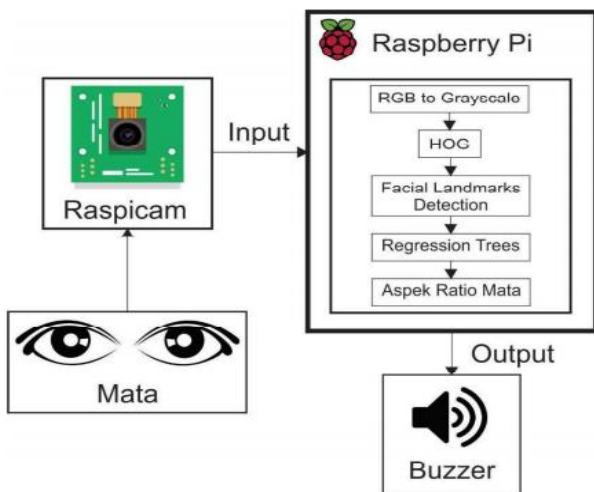 Raspberry Pi
RGB to Grayscale
HOG
Facial Landmarks
Detection
Regression Trees
Aspek Ratio Mata
Input
Raspicam
Mata
Output
Buzzer